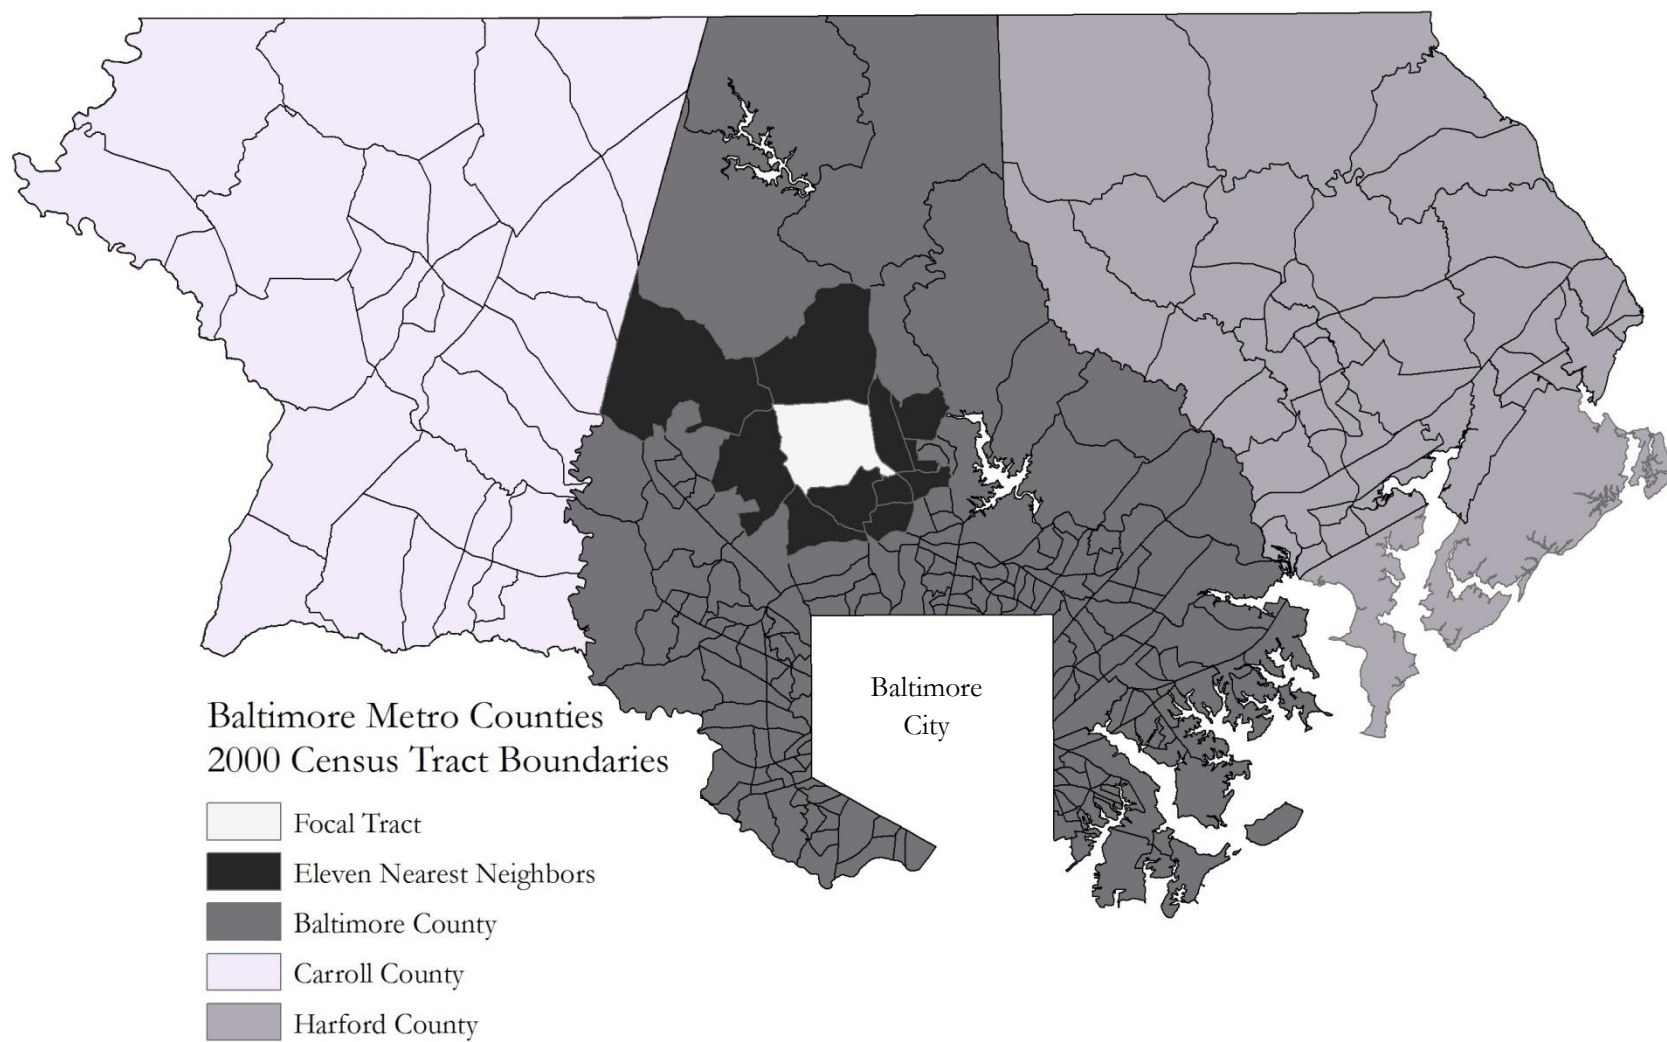 Baltimore
City
Baltimore Metro Counties
2000 Census Tract Boundaries
Focal Tract
Eleven Nearest Neighbors
Baltimore County
Carroll County
Harford County